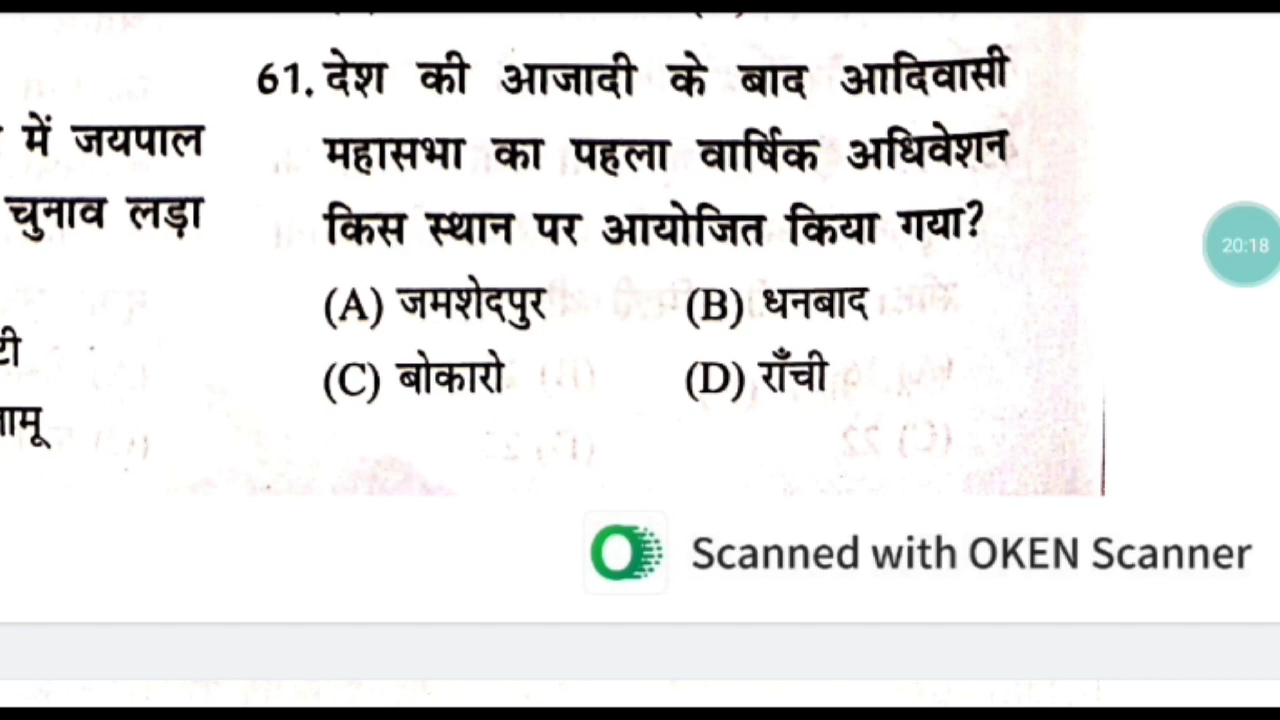 61. देश की आजादी के बाद आदिवासी
में जयपाल
महासभा का पहला वार्षिक अधिवेशन
चुनाव लड़ा
किस स्थान पर आयोजित किया गया?
20:18
(A) जमशेदपुर (B) धनबाद
(C) बोकारो (D) राँची
Scanned with OKEN Scanner